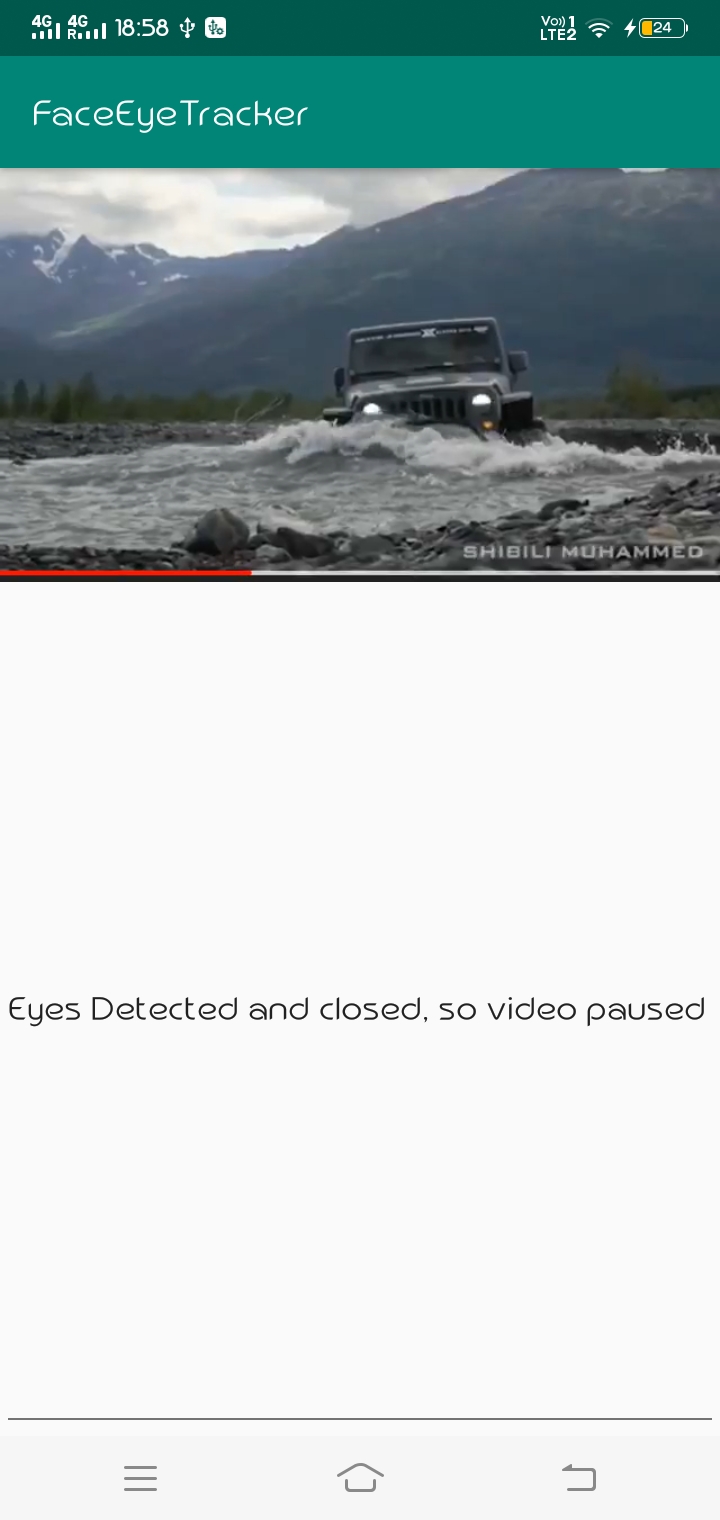 4G 4G R 18:58 Vo)) 1 LTE2 24
FaceEyeTracker
SHIBILI MUHAMMED
Eyes Detected and closed, so video paused